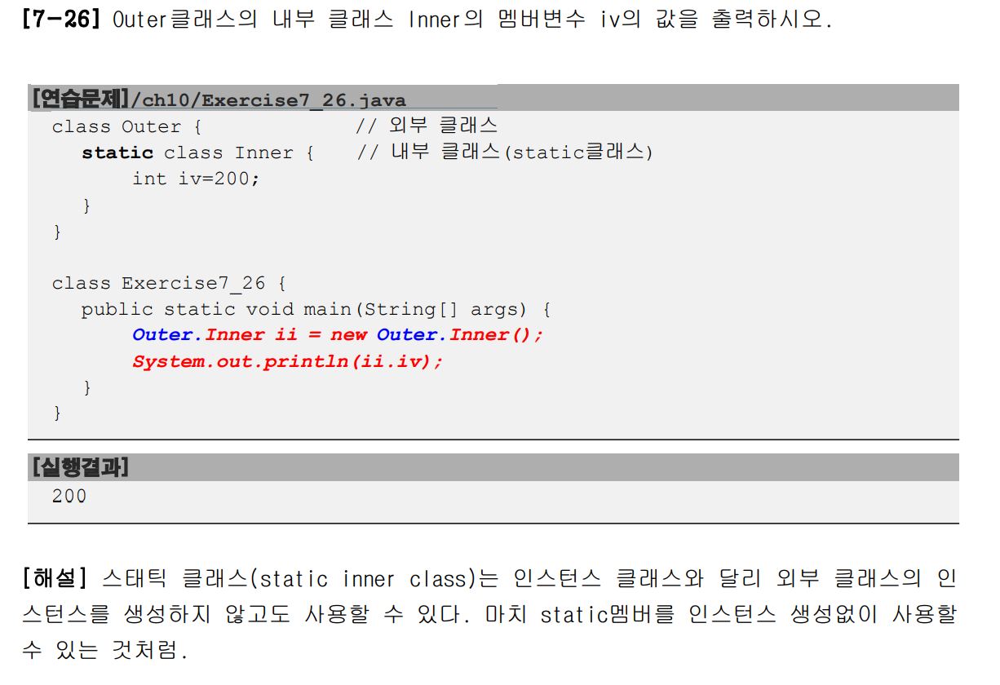 [7-26] Outer클래스의 내부 클래스 Inner의 멤버변수 iv의 값을 출력하시오.
[연습문제]/ch10/Exercise7_26.java
class Outer { // 외부 클래스
static class Inner { // 내부 클래스(static클래스)
int iv=200;
}
}
class Exercise7_26 {
public static void main(String[] args) {
Outer.Inner ii = new Outer.Inner();
System.out.println(ii.iv);
}
}
[실행결과]
200
[해설] 스태틱 클래스(static inner class)는 인스턴스 클래스와 달리 외부 클래스의 인
스턴스를 생성하지 않고도 사용할 수 있다. 마치 static멤버를 인스턴스 생성없이 사용할
수 있는 것처럼.